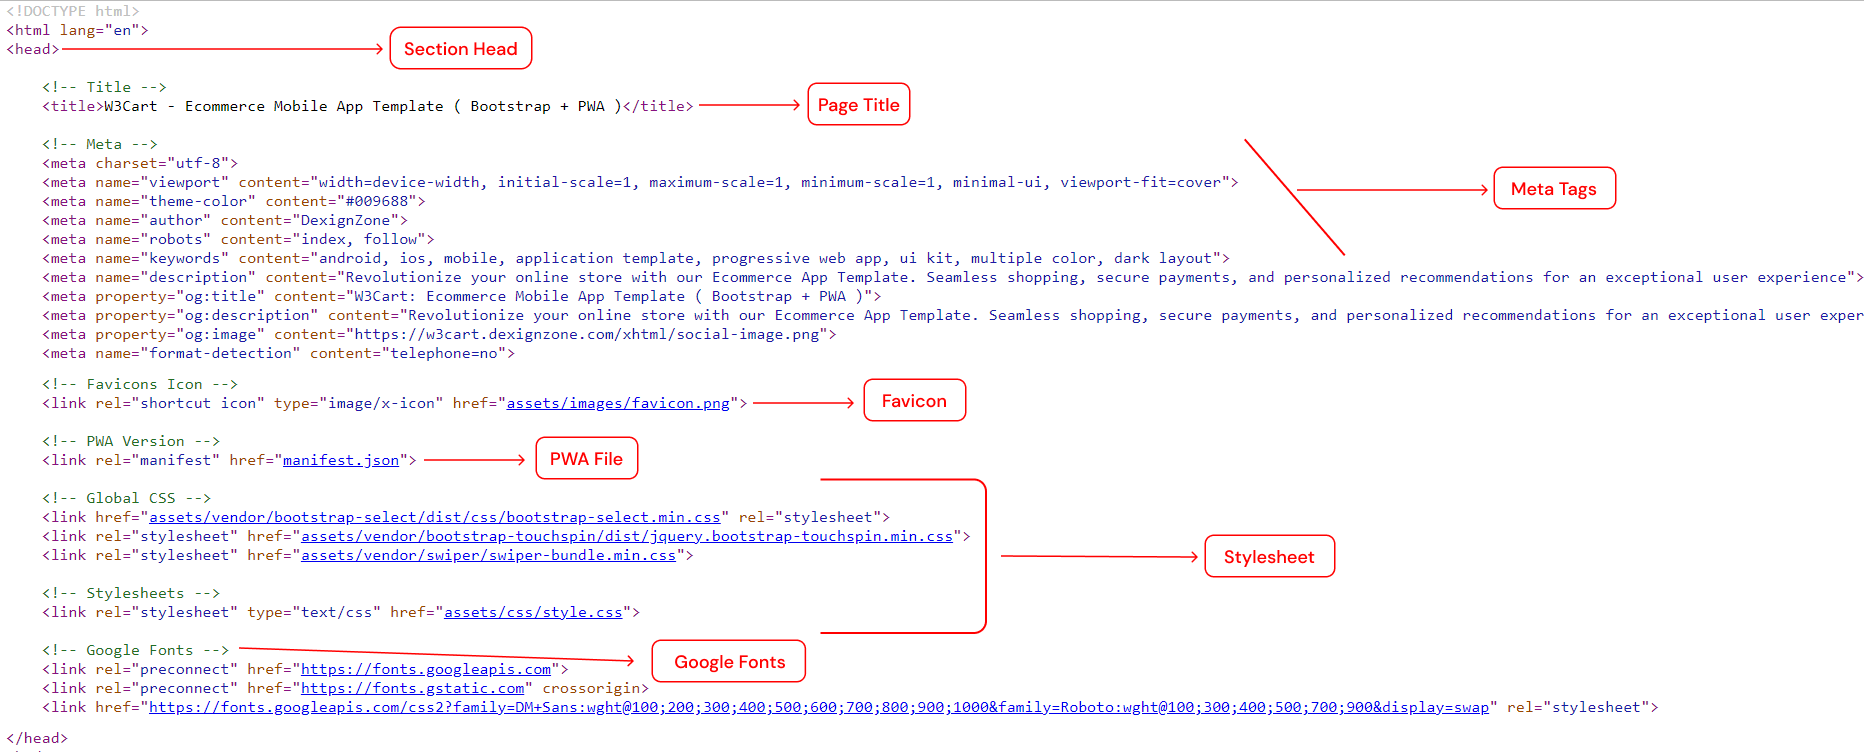 <!DOCTYPE html>
<html lang="en">
<head> Section Head
<!-- Title -->
<title>W3Cart - Ecommerce Mobile App Template ( Bootstrap + PWA )</title> Page Title
<!-- Meta -->
<meta charset="utf-8">
<meta name="viewport" content="width=device-width, initial-scale=1, maximum-scale=1, minimum-scale=1, minimal-ui, viewport-fit=cover"> Meta Tags
<meta name="theme-color" content="#009688">
<meta name="author" content="DexignZone">
<meta name="robots" content="index, follow">
<meta name="keywords" content="android, ios, mobile, application template, progressive web app, ui kit, multiple color, dark layout">
<meta name="description" content="Revolutionize your online store with our Ecommerce App Template. Seamless shopping, secure payments, and personalized recommendations for an exceptional user experience">
<meta property="og:title" content="W3Cart: Ecommerce Mobile App Template ( Bootstrap + PWA )">
<meta property="og:description" content="Revolutionize your online store with our Ecommerce App Template. Seamless shopping, secure payments, and personalized recommendations for an exceptional user exper
<meta property="og:image" content="https://w3cart.dexignzone.com/xhtml/social-image.png">
<meta name="format-detection" content="telephone=no">
<!-- Favicons Icon -->
<link rel="shortcut icon" type="image/x-icon" href="assets/images/favicon.png"> Favicon
<!-- PWA Version -->
<link rel="manifest" href="manifest.json"> PWA File
<!-- Global CSS -->
<link href="assets/vendor/bootstrap-select/dist/css/bootstrap-select.min.css" rel="stylesheet">
<link rel="stylesheet" href="assets/vendor/bootstrap-touchspin/dist/jquery.bootstrap-touchspin.min.css">
<link rel="stylesheet" href="assets/vendor/swiper/swiper-bundle.min.css"> Stylesheet
<!-- Stylesheets -->
<link rel="stylesheet" type="text/css" href="assets/css/style.css">
<!-- Google Fonts --> Google Fonts
<link rel="preconnect" href="https://fonts.googleapis.com">
<link rel="preconnect" href="https://fonts.gstatic.com" crossorigin>
<link href="https://fonts.googleapis.com/css2?family=DM+Sans:wght@100;200;300;400;500;600;700;800;900;1000&family=Roboto:wght@100;300;400;500;700;900&display=swap" rel="stylesheet">
</head>